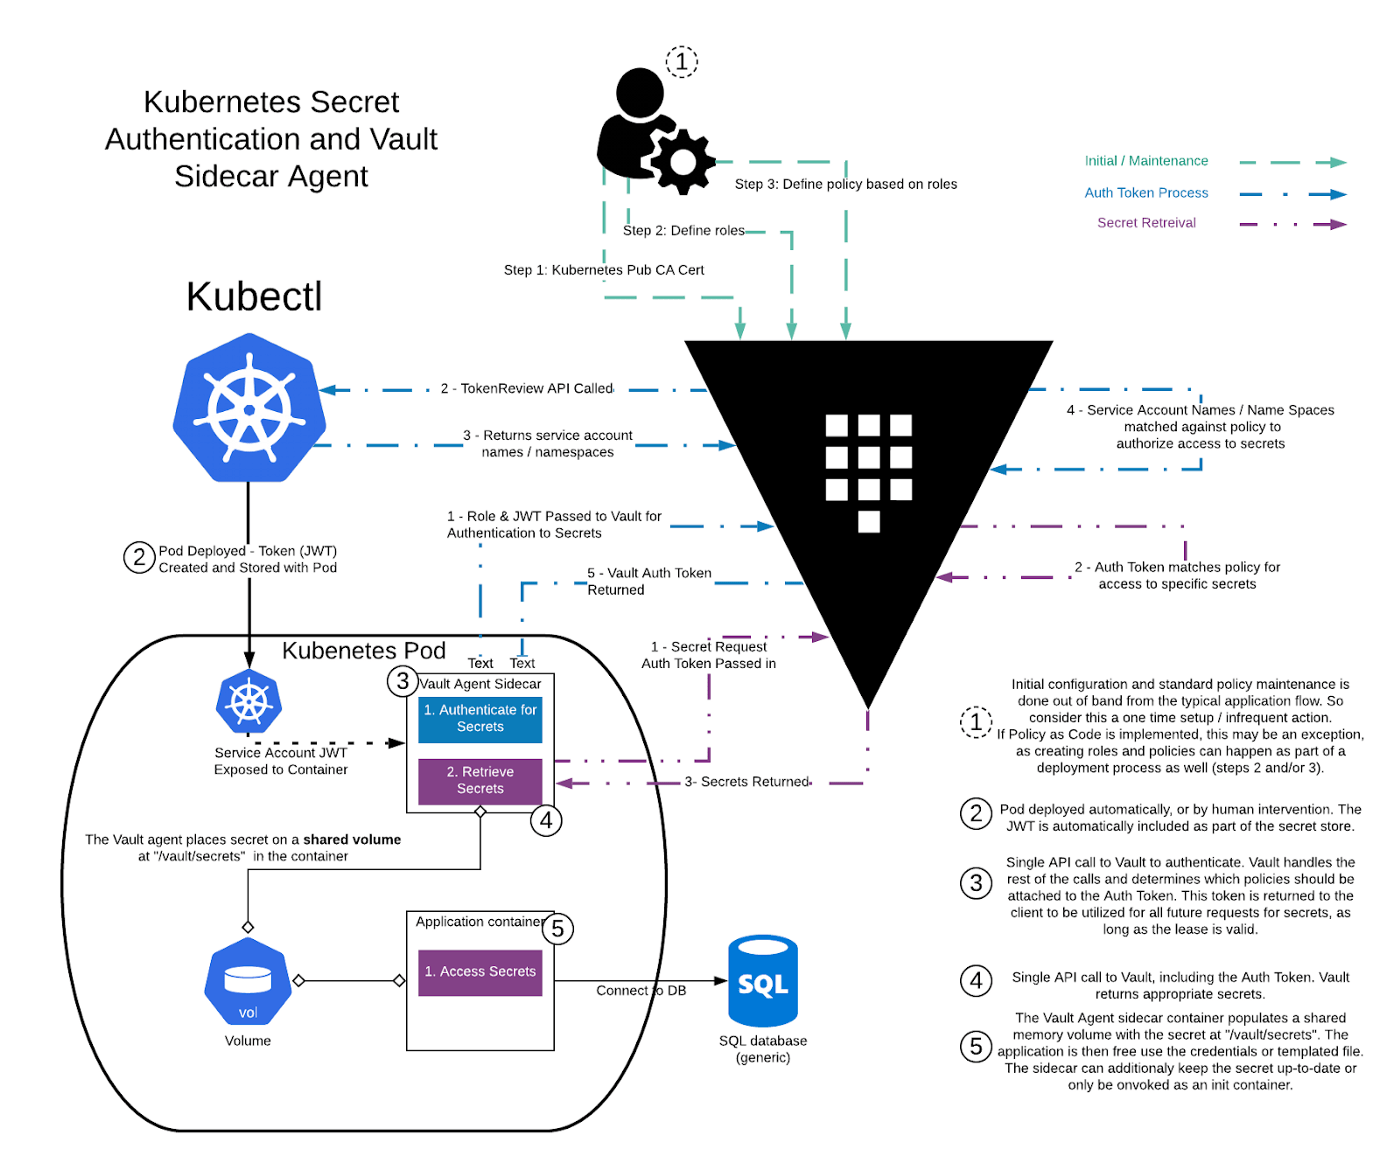 Kubernetes Secret
Authentication and Vault
Sidecar Agent
1
Initial / Maintenance
Auth Token Process
Secret Retreival
Step 3: Define policy based on roles
Step 2: Define roles
Step 1: Kubernetes Pub CA Cert
Kubectl
2 - TokenReview API Called
3 - Returns service account
names / namespaces
4 - Service Account Names / Name Spaces
matched against policy to
authorize access to secrets
1 - Role & JWT Passed to Vault for
Authentication to Secrets
2
Pod Deployed - Token (JWT)
Created and Stored with Pod
5 - Vault Auth Token
Returned
2 - Auth Token matches policy for
access to specific secrets
Kubenetes Pod
1 - Secret Request
Auth Token Passed in
Text
Text
3
Vault Agent Sidecar
1. Authenticate for
Secrets
Service Account JWT
Exposed to Container
2. Retrieve
Secrets
3- Secrets Returned
4
The Vault agent places secret on a shared volume
at "/vault/secrets"  in the container
Application container
5
1. Access Secrets
Connect to DB
vol
Volume
SQL
SQL database
(generic)
1
Initial configuration and standard policy maintenance is
done out of band from the typical application flow. So
consider this a one time setup / infrequent action.
If Policy as Code is implemented, this may be an exception,
as creating roles and policies can happen as part of a
deployment process as well (steps 2 and/or 3).
2
Pod deployed automatically, or by human intervention. The
JWT is automatically included as part of the secret store.
3
Single API call to Vault to authenticate. Vault handles the
rest of the calls and determines which policies should be
attached to the Auth Token. This token is returned to the
client to be utilized for all future requests for secrets, as
long as the lease is valid.
4
Single API call to Vault, including the Auth Token. Vault
returns appropriate secrets.
5
The Vault Agent sidecar container populates a shared
memory volume with the secret at "/vault/secrets". The
application is then free use the credentials or templated file.
The sidecar can additionaly keep the secret up-to-date or
only be onvoked as an init container.